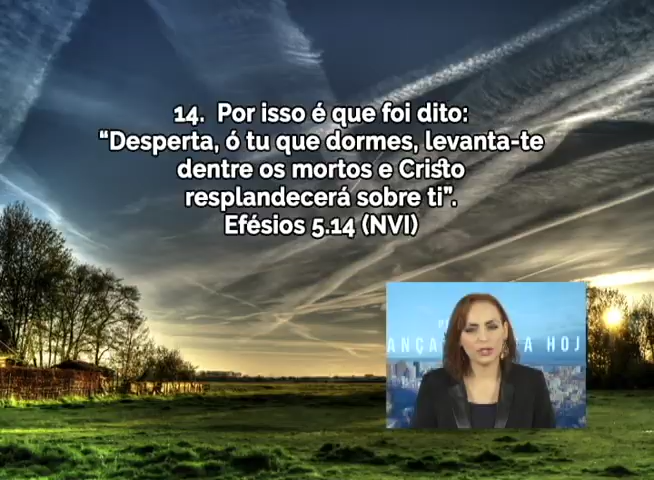 14. Por isso é que foi dito:
“Desperta, ó tu que dormes, levanta-te
dentre os mortos e Cristo
resplandecerá sobre ti”.
Efésios 5.14 (NVI)
A HOJ